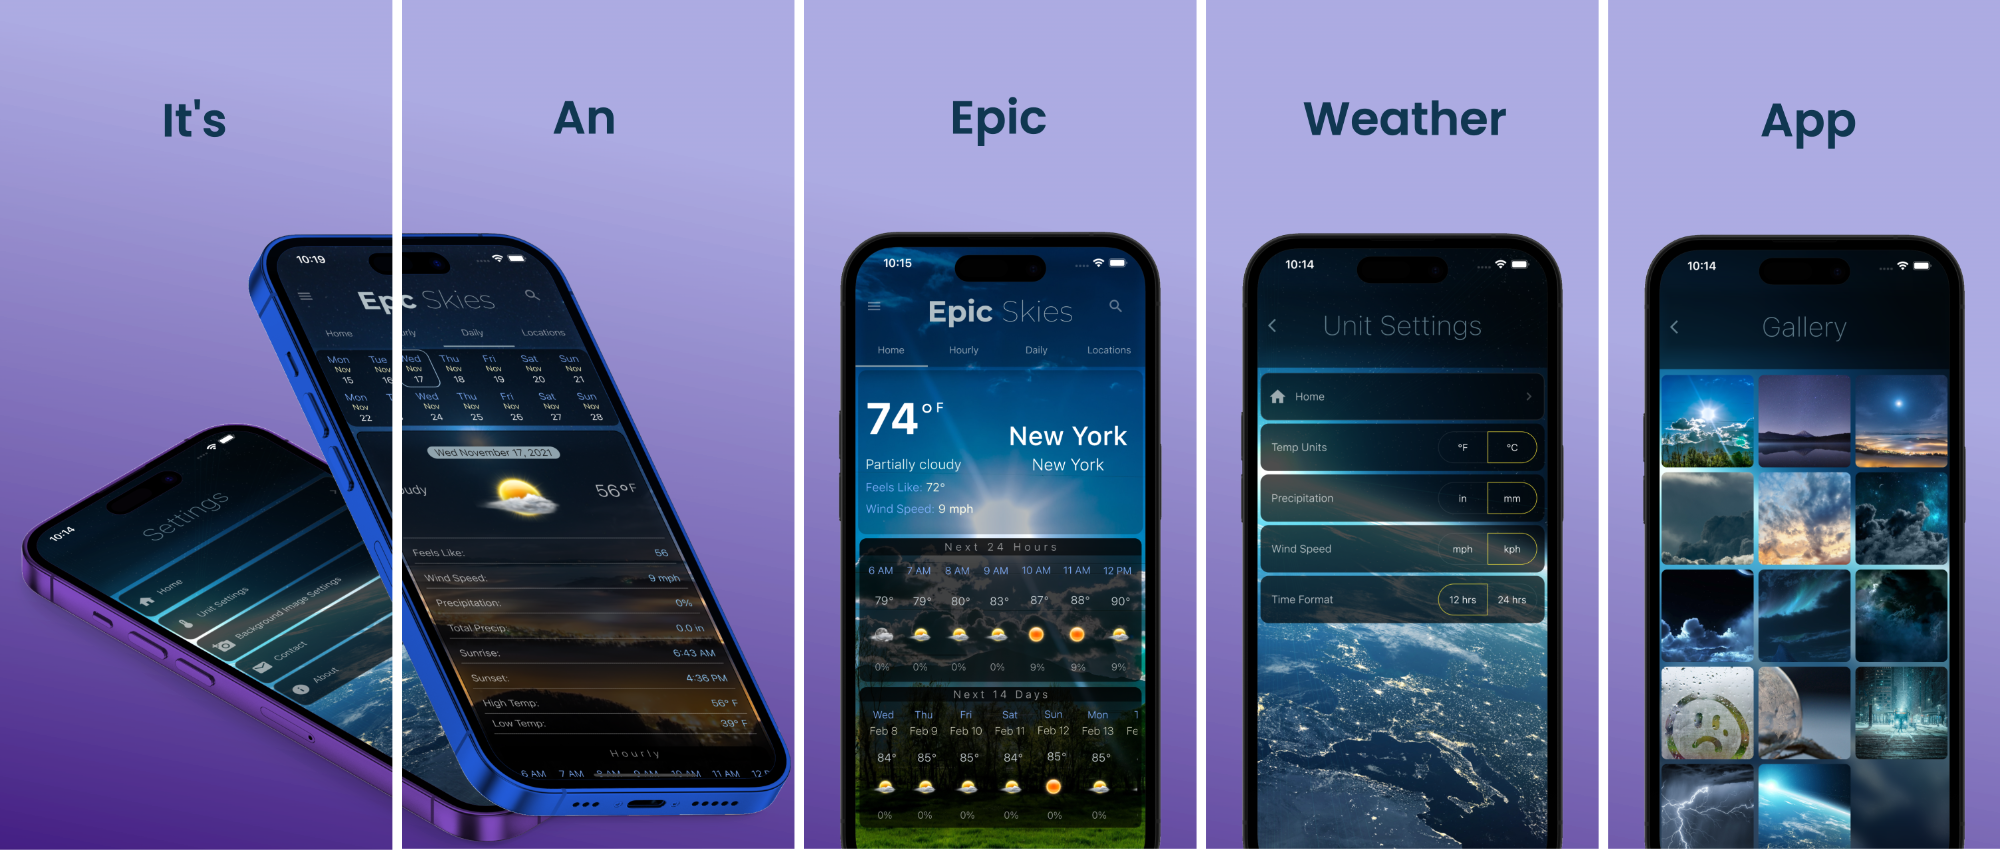 It's
An
Epic
Weather
App
10:14
Settings
Home
Unit Settings
Background Image Settings
Contact
About
10:19
Epic Skies
Home
Daily
Locations
Mon Tue Wed Thu Fri Sat Sun
Nov Nov Nov Nov Nov Nov Nov
15 16 17 18 19 20 21
Mon T Wed Thu Fri Sat Sun
Nov Nov Nov Nov Nov Nov
22 24 25 26 27 28
Wed November 17, 2021
oudy
56°F
Feels Like: 56
Wind Speed: 9 mph
Precipitation: 0%
Total Precip: 0.0 in
Sunrise: 6:43 AM
Sunset: 4:36 PM
High Temp: 56° F
Low Temp: 39° F
Hourly
6 AM 7 AM 8 AM 9 AM 10 AM 11 AM 12 P
10:15
Epic Skies
Home Hourly Daily Locations
74° F
New York
New York
Partially cloudy
Feels Like: 72°
Wind Speed: 9 mph
Next 24 Hours
6 AM 7 AM 8 AM 9 AM 10 AM 11 AM 12 PM
79° 79° 80° 83° 87° 88° 90°
0% 0% 0% 0% 9% 9% 9%
Next 14 Days
Wed Thu Fri Sat Sun Mon T
Feb 8 Feb 9 Feb 10 Feb 11 Feb 12 Feb 13 Fe
84° 85° 85° 84° 85° 85°
0% 0% 0% 0% 0% 0%
10:14
Unit Settings
Home
Temp Units °F °C
Precipitation in mm
Wind Speed mph kph
Time Format 12 hrs 24 hrs
10:14
Gallery